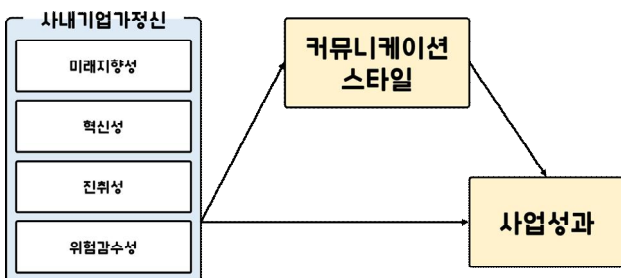 사내기업가정신
미래지향성
혁신성
진취성
위험감수성
커뮤니케이션
스타일
사업성과